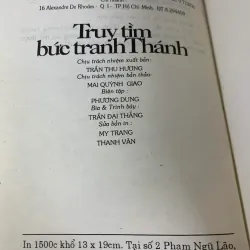 16 Alexandre De Rhodes - Q 1 - TP Hồ Chí Minh,
Truy tìm
bức tranh Thánh
Chịu trách nhiệm xuất bản:
TRẦN THU HƯƠNG
Chịu trách nhiệm bản thảo:
MAI QUỲNH GIAO
Biên tập:
PHƯƠNG DUNG
Bìa & Trình bày:
TRẦN ĐẠI THẮNG
Sửa bản in:
MY TRANG
THANH VÂN
In 1500c khổ 13 x 19cm. Tại số 2 Phạm Ngũ Lão,